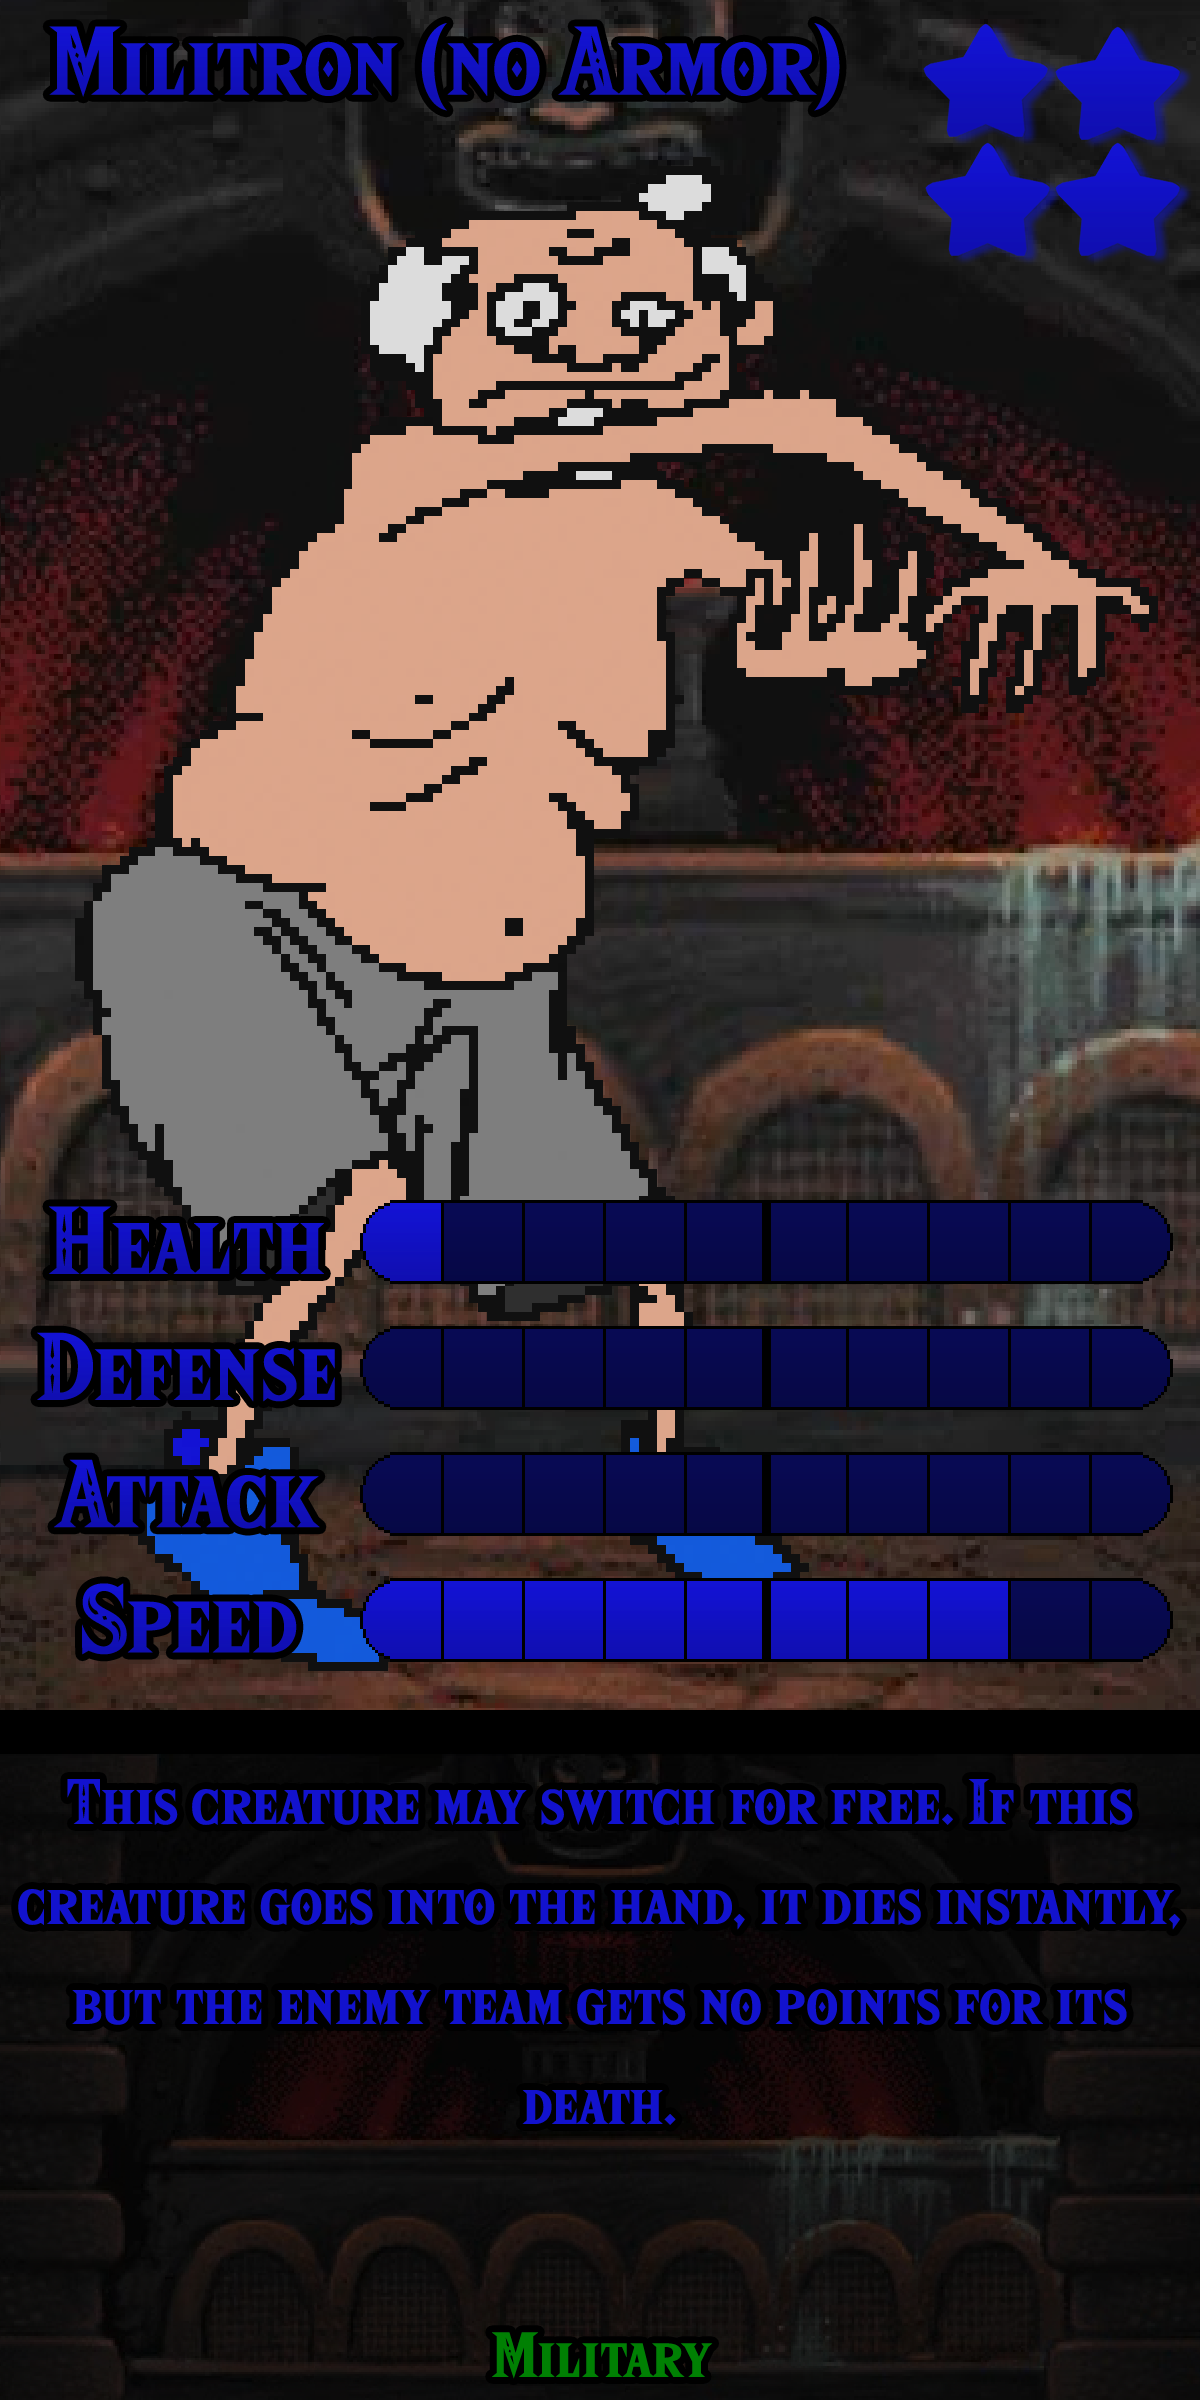 Militron (no Armor)
Health
Defense
Attack
Speed
This creature may switch for free. If this
creature goes into the hand, it dies instantly,
but the enemy team gets no points for its
death.
Military